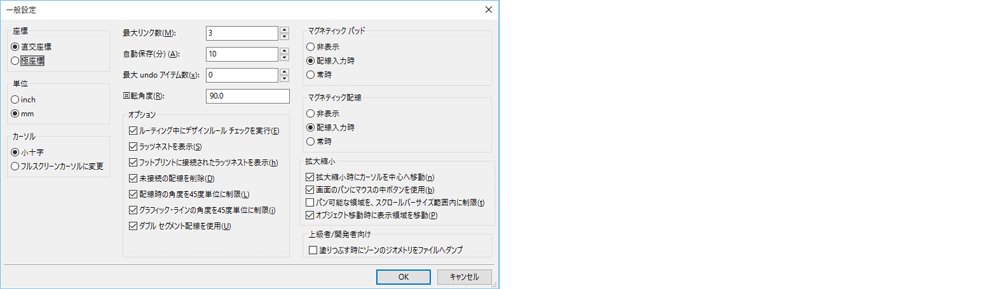 一般設定
座標
直交座標
極座標
単位
inch
mm
カーソル
小十字
フルスクリーンカーソルに変更
最大リンク数(M):
3
自動保存(分) (A):
10
最大 undo アイテム数(x):
0
回転角度(R):
90.0
オプション
ルーティング中にデザインルール チェックを実行(E)
ラッツネストを表示(S)
フットプリントに接続されたラッツネストを表示(h)
未接続の配線を削除(D)
配線時の角度を45度単位に制限(L)
グラフィック・ラインの角度を45度単位に制限(i)
ダブル セグメント配線を使用(U)
マグネティック パッド
非表示
配線入力時
常時
マグネティック配線
非表示
配線入力時
常時
拡大縮小
拡大縮小時にカーソルを中心へ移動(n)
画面のパンにマウスの中ボタンを使用(b)
パン可能な領域を、スクロールバーサイズ範囲内に制限(t)
オブジェクト移動時に表示領域を移動(P)
上級者/開発者向け
塗りつぶす時にゾーンのジオメトリをファイルへダンプ
OK
キャンセル